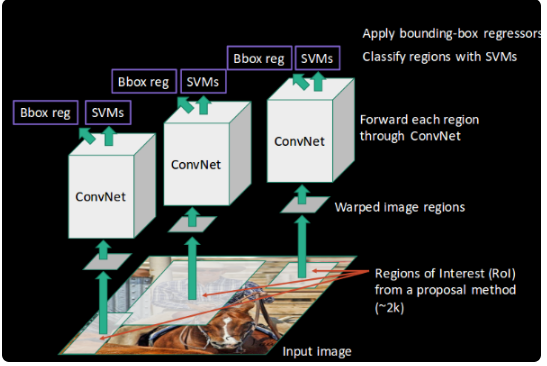 Apply bounding-box regressors
Bbox reg
SVMs
Classify regions with SVMs
Bbox reg
SVMs
Bbox reg
SVMs
Forward each region
through ConvNet
ConvNet
ConvNet
ConvNet
Warped image regions
Regions of Interest (RoI)
from a proposal method
(~2k)
Input image